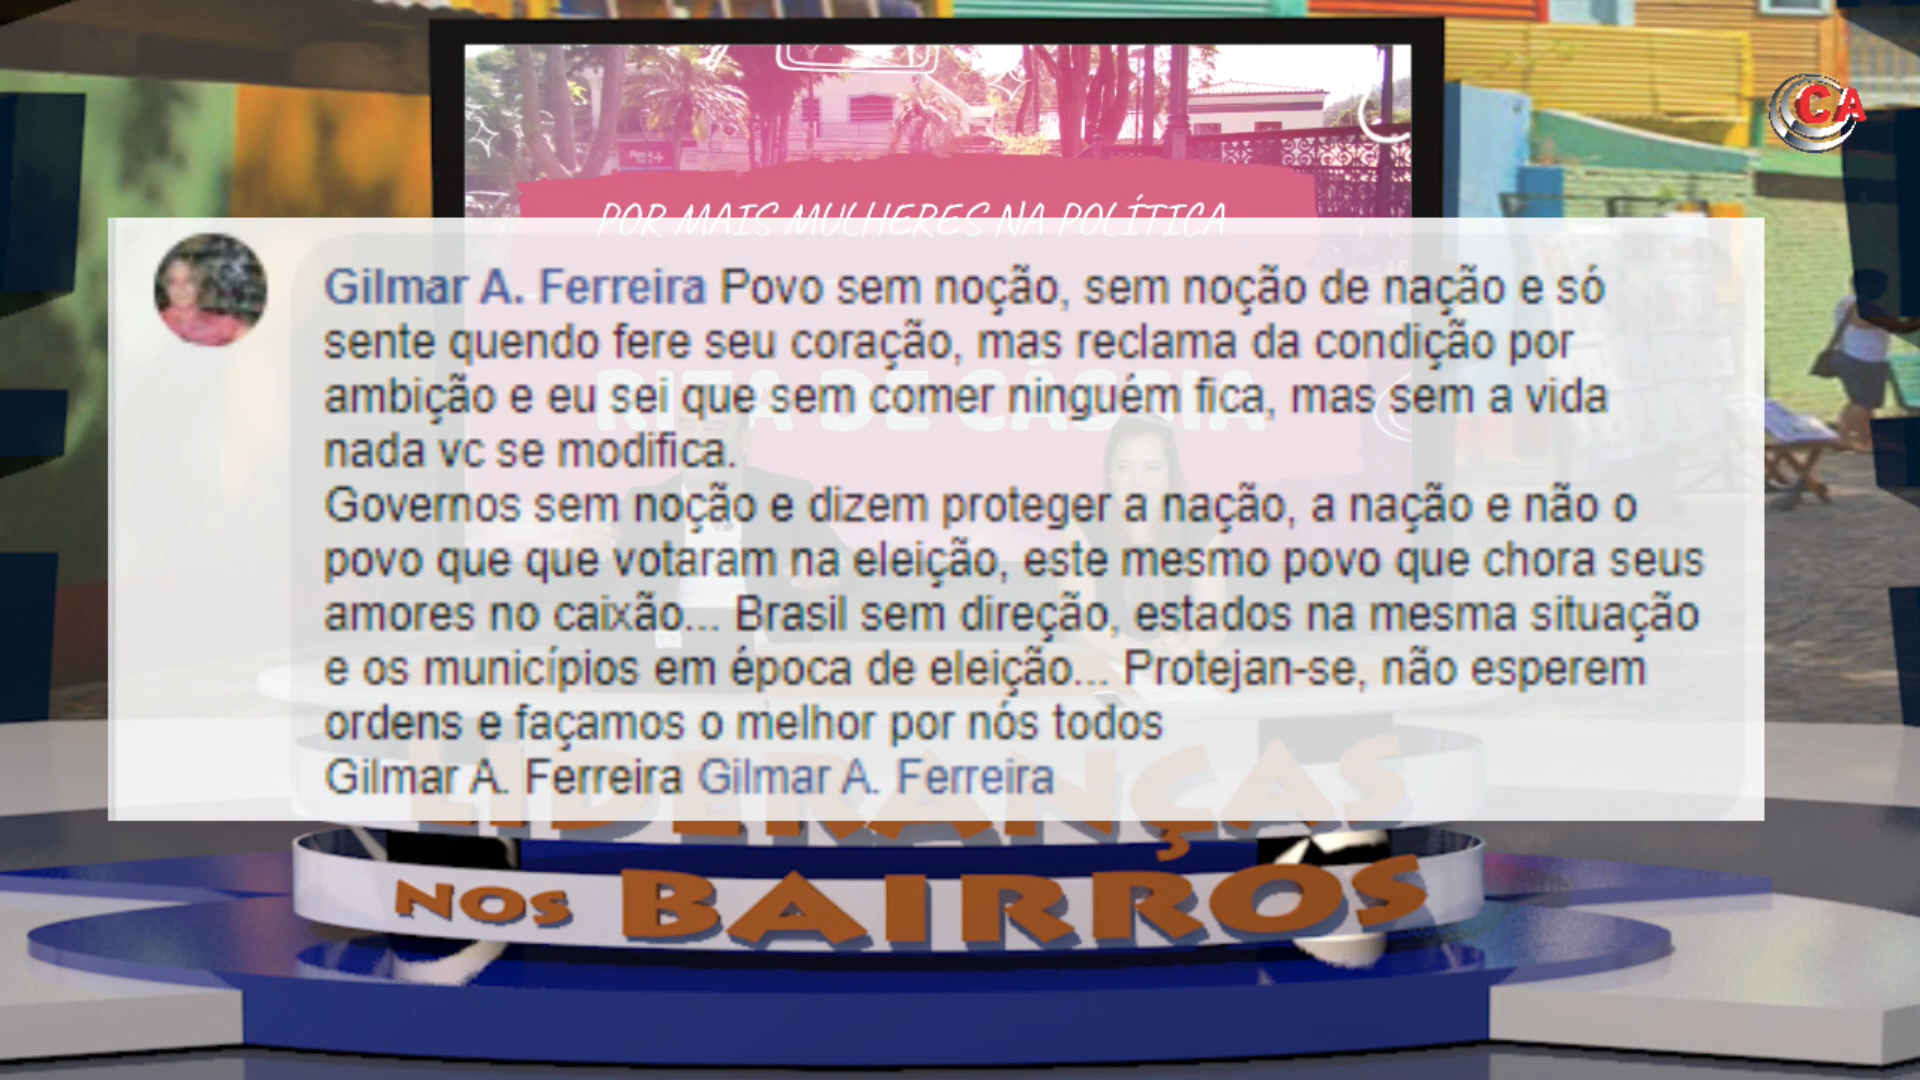 CA
POR MAIS MULHERES NA POLÍTICA
Gilmar A. Ferreira Povo sem noção, sem noção de nação e só
sente quendo fere seu coração, mas reclama da condição por
ambição e eu sei que sem comer ninguém fica, mas sem a vida
nada vc se modifica.
Governos sem noção e dizem proteger a nação, a nação e não o
povo que que votaram na eleição, este mesmo povo que chora seus
amores no caixão... Brasil sem direção, estados na mesma situação
e os municípios em época de eleição... Protejan-se, não esperem
ordens e façamos o melhor por nós todos
Gilmar A. Ferreira Gilmar A. Ferreira
RITA DE CÁSSIA
LIDERANÇAS
NOS BAIRROS